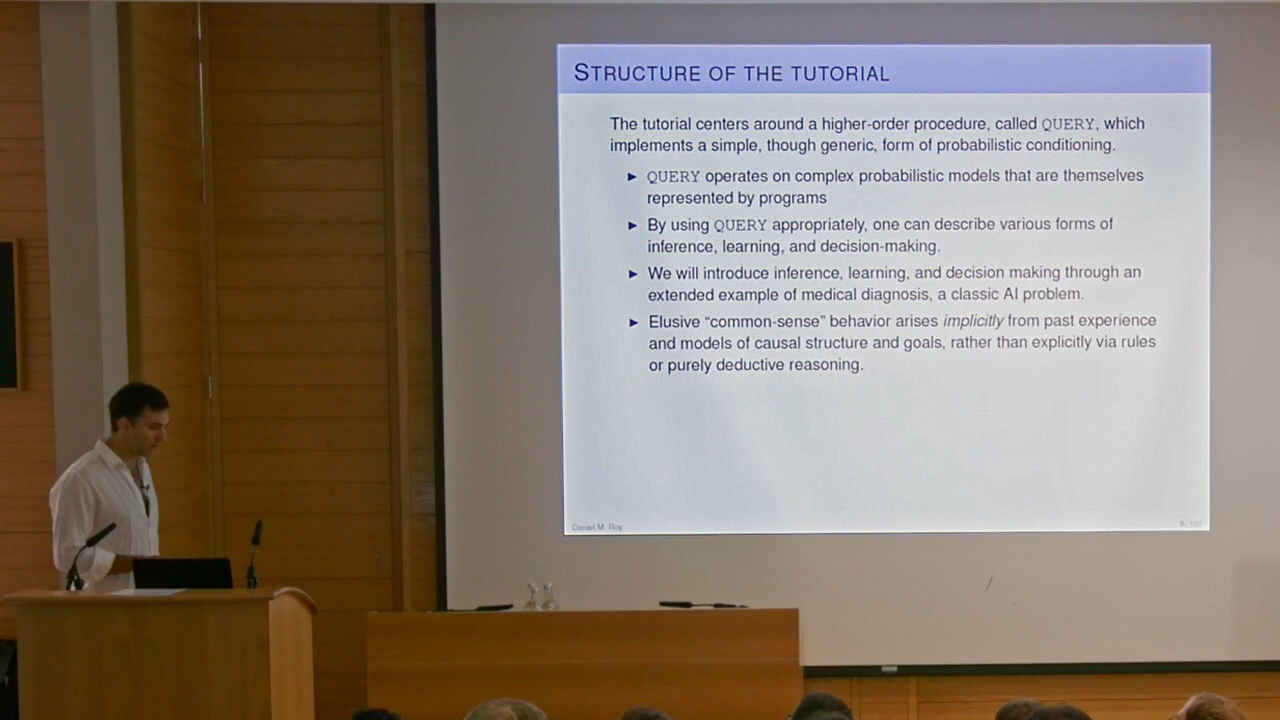 STRUCTURE OF THE TUTORIAL
The tutorial centers around a higher-order procedure, called QUERY, which
implements a simple, though generic, form of probabilistic conditioning.
► QUERY operates on complex probabilistic models that are themselves
represented by programs
► By using QUERY appropriately, one can describe various forms of
inference, learning, and decision-making.
► We will introduce inference, learning, and decision making through an
extended example of medical diagnosis, a classic AI problem.
► Elusive “common-sense” behavior arises implicitly from past experience
and models of causal structure and goals, rather than explicitly via rules
or purely deductive reasoning.
Daniel M. Roy